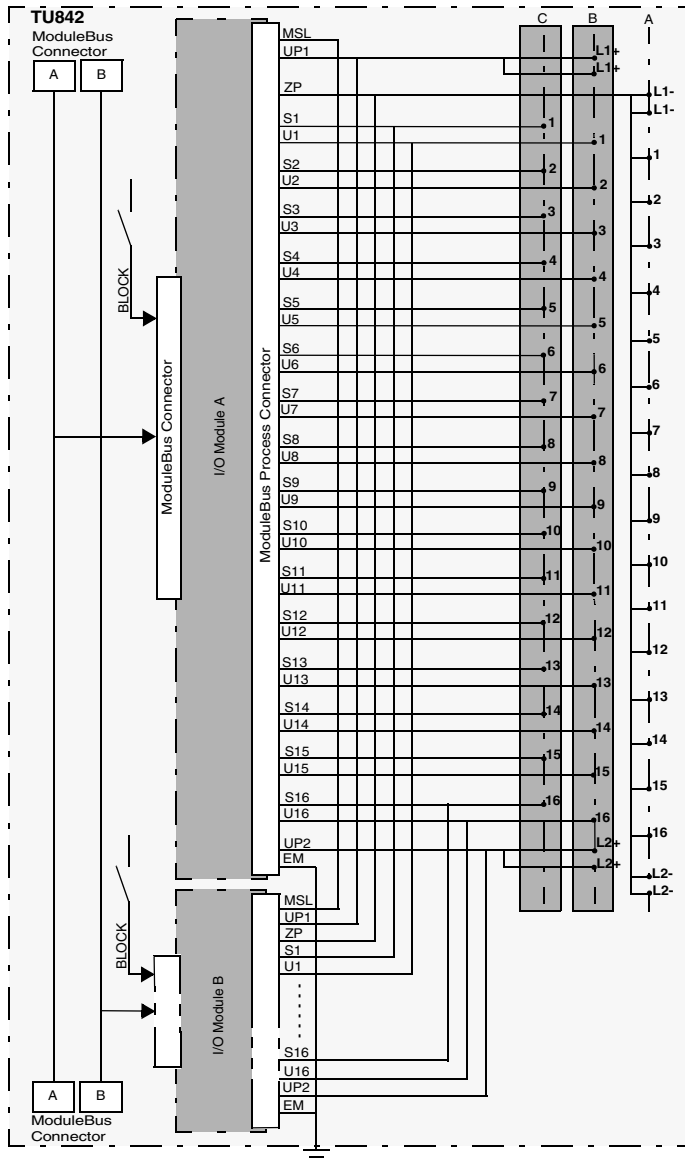 TU842
ModuleBus
Connector
A
B
C
B
A
MSL
UP1
L1+
L1+
ZP
L1-
L1-
S1
1
U1
1
1
S2
2
U2
2
2
S3
3
U3
3
3
S4
4
U4
4
4
S5
5
U5
5
5
S6
6
U6
6
6
S7
7
U7
7
7
S8
8
U8
8
8
S9
9
U9
9
9
S10
10
U10
10
10
S11
11
U11
11
11
S12
12
U12
12
12
S13
13
U13
13
13
S14
14
U14
14
14
S15
15
U15
15
15
S16
16
U16
16
16
UP2
L2+
EM
L2+
L2-
L2-
BLOCK
ModuleBus Connector
I/O Module A
ModuleBus Process Connector
MSL
UP1
ZP
S1
U1
S16
U16
UP2
EM
BLOCK
I/O Module B
A
B
ModuleBus
Connector